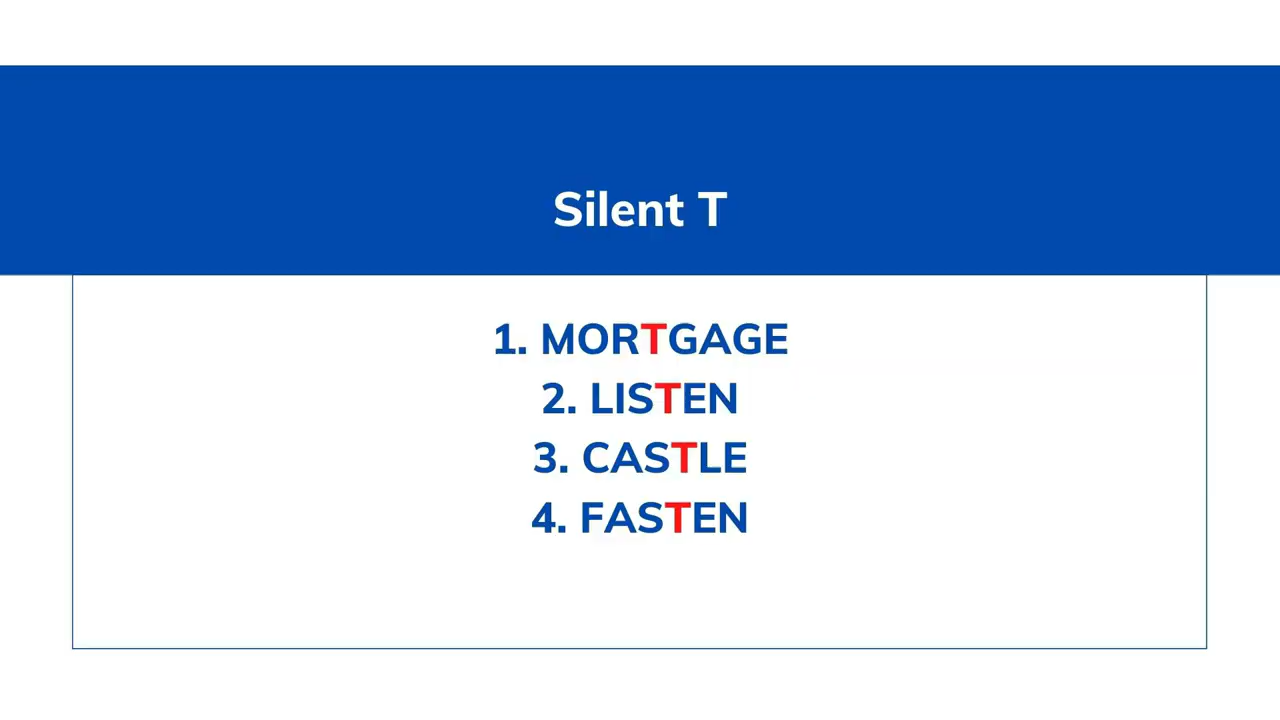 Silent T
1. MORTGAGE
2. LISTEN
3. CASTLE
4. FASTEN